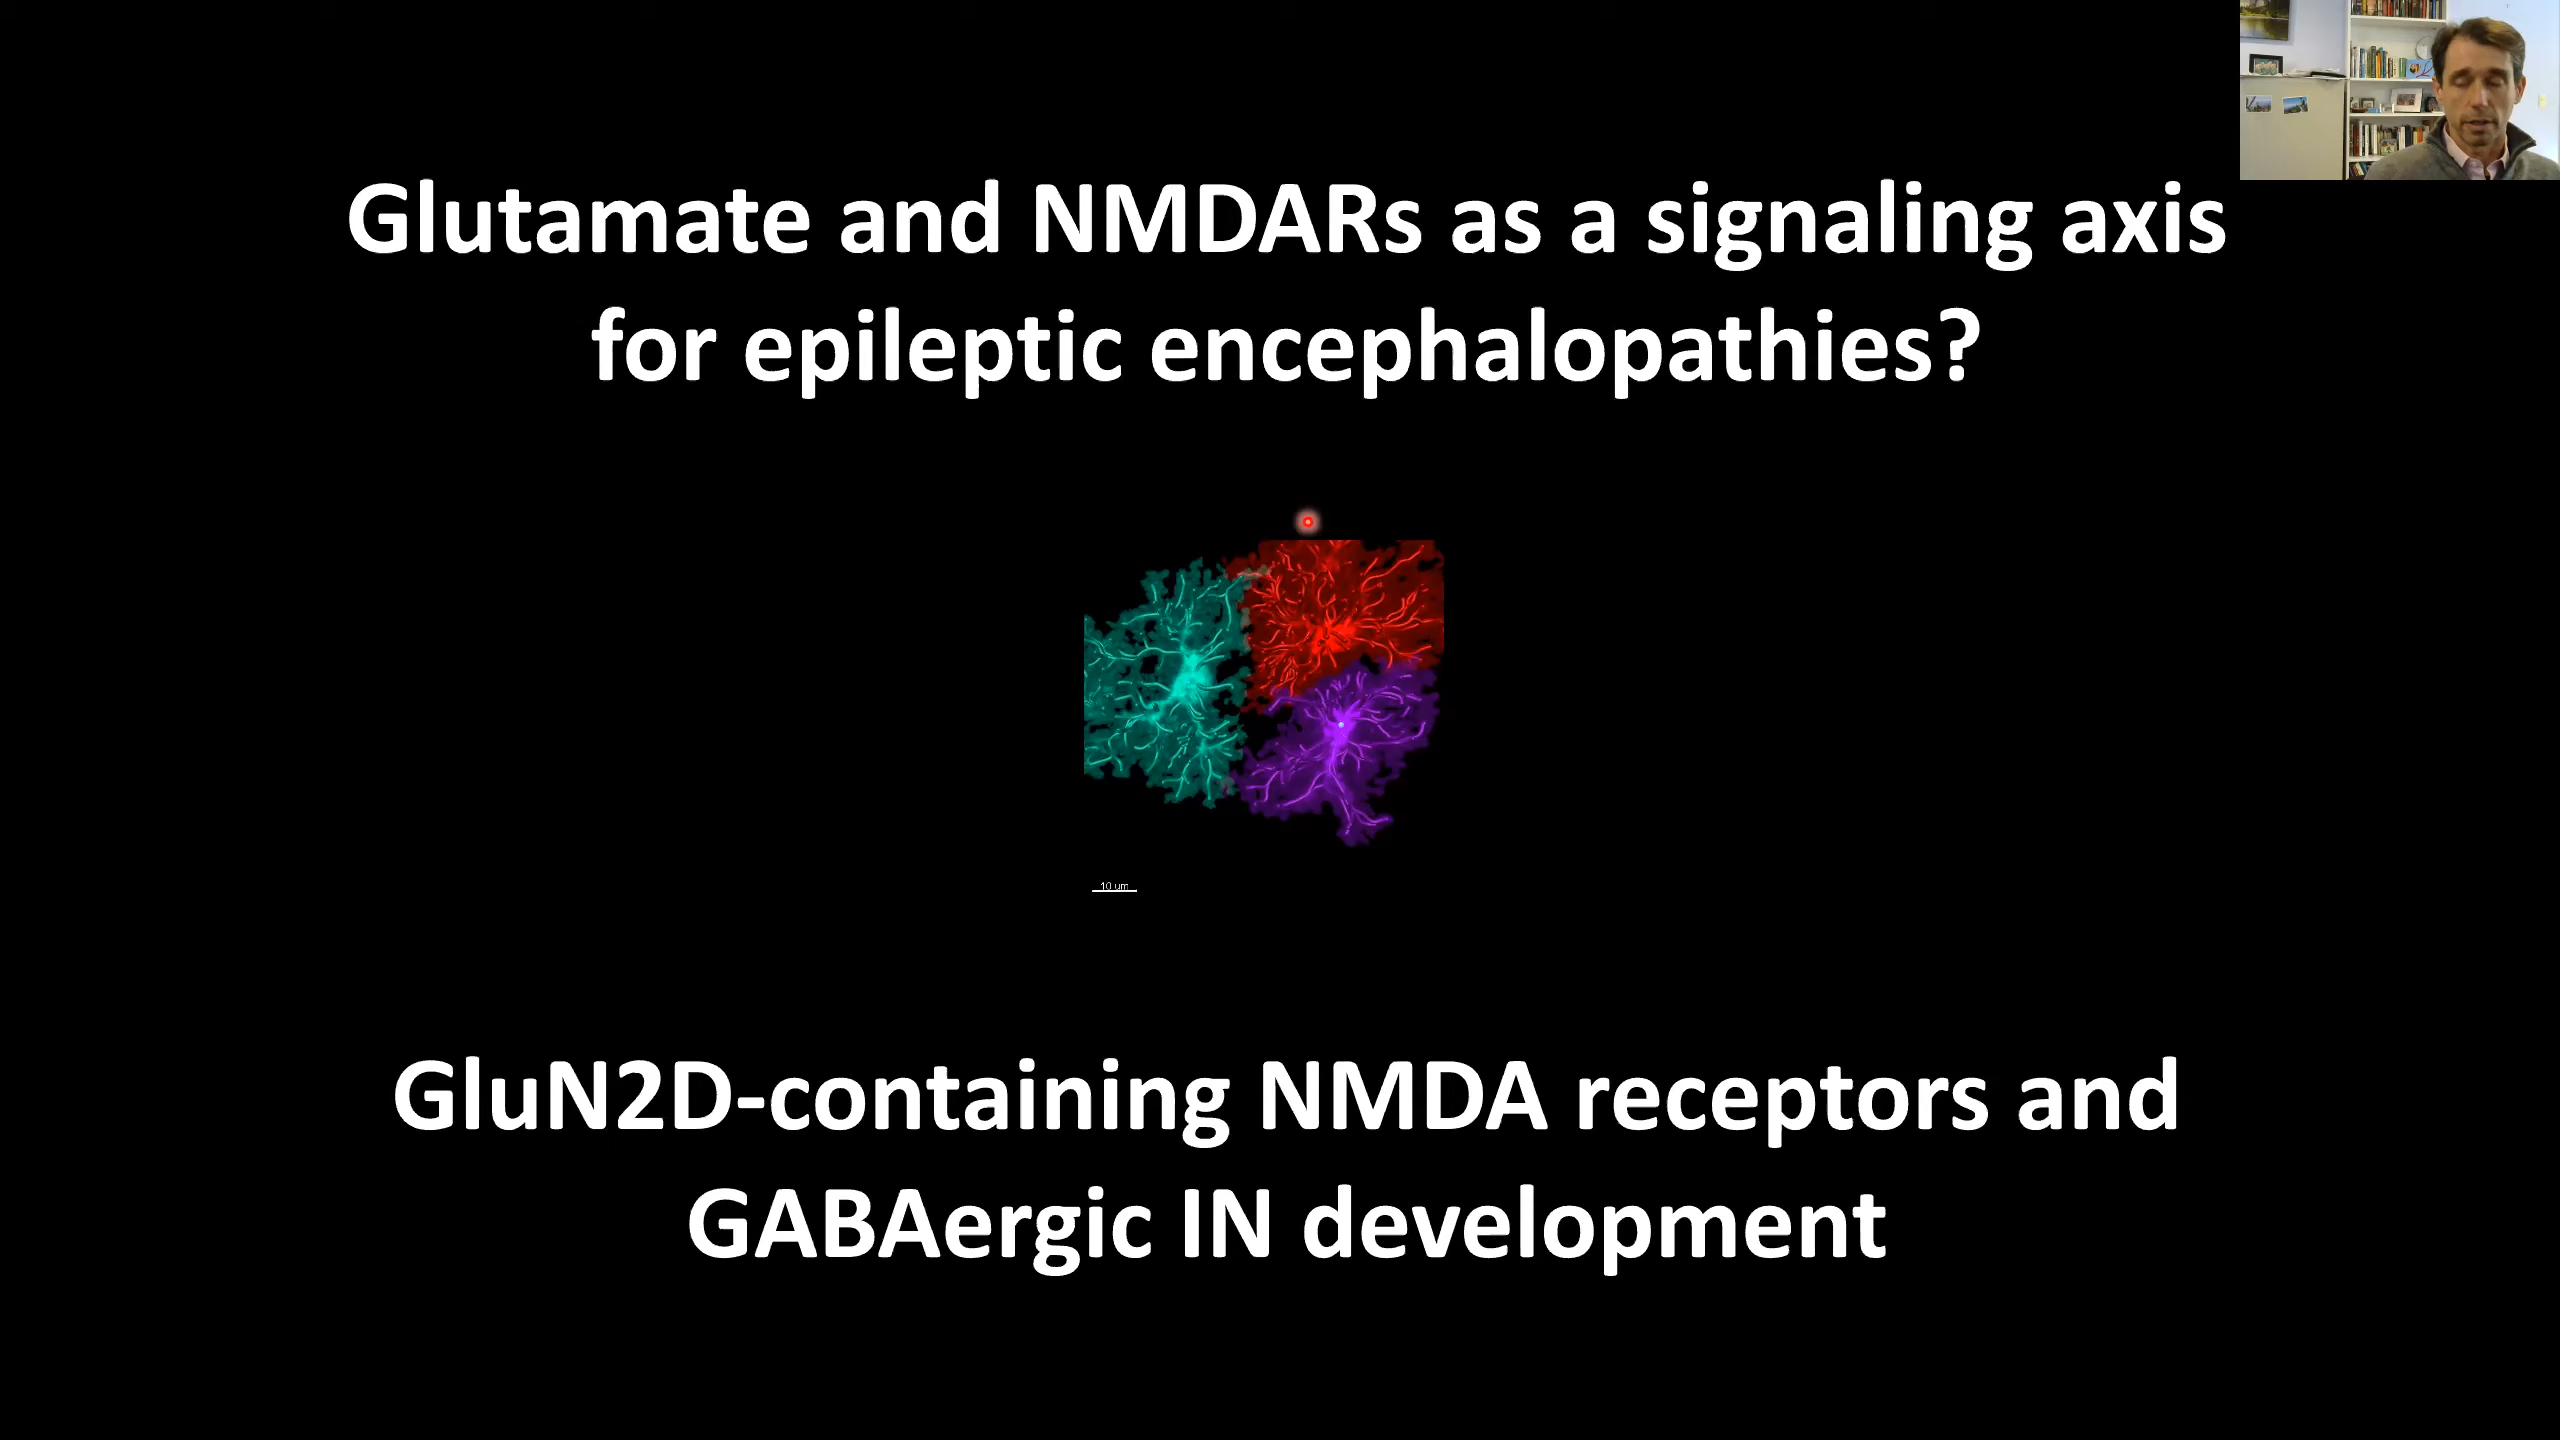 Glutamate and NMDARs as a signaling axis
for epileptic encephalopathies?
10 um
GluN2D-containing NMDA receptors and
GABAergic IN development